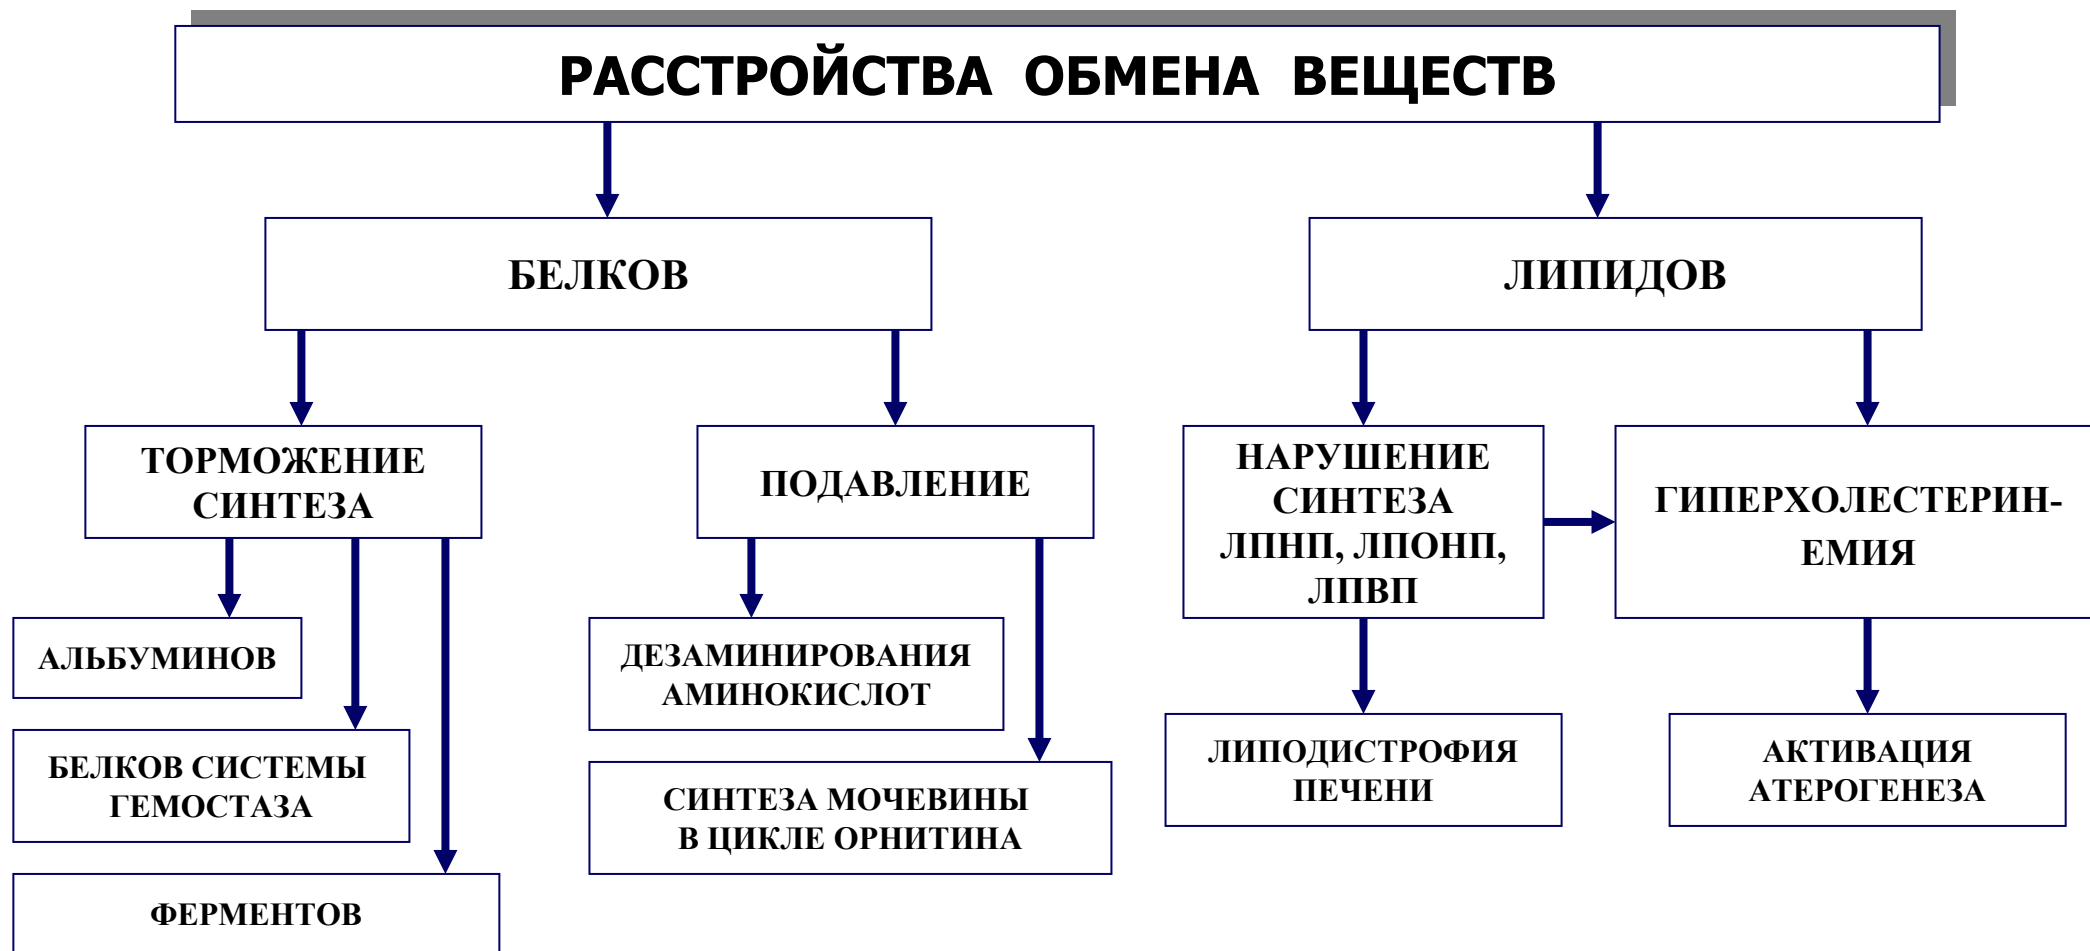 РАССТРОЙСТВА ОБМЕНА ВЕЩЕСТВ
БЕЛКОВ
ЛИПИДОВ
ТОРМОЖЕНИЕ
СИНТЕЗА
ПОДАВЛЕНИЕ
НАРУШЕНИЕ
СИНТЕЗА
ЛПНП, ЛПОНП,
ЛПВП
ГИПЕРХОЛЕСТЕРИН-
ЕМИЯ
АЛЬБУМИНОВ
БЕЛКОВ СИСТЕМЫ
ГЕМОСТАЗА
ФЕРМЕНТОВ
ДЕЗАМИНИРОВАНИЯ
АМИНОКИСЛОТ
СИНТЕЗА МОЧЕВИНЫ
В ЦИКЛЕ ОРНИТИНА
ЛИПОДИСТРОФИЯ
ПЕЧЕНИ
АКТИВАЦИЯ
АТЕРОГЕНЕЗА